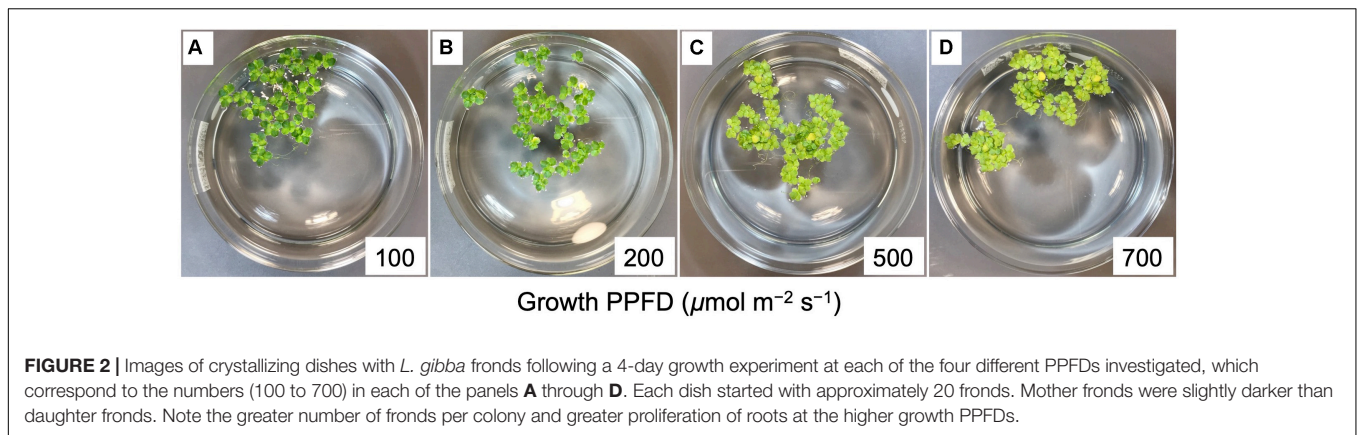 A
B
C
D
100
200
500
700
Growth PPFD (µmol m⁻² s⁻¹)
FIGURE 2 | Images of crystallizing dishes with L. gibba fronds following a 4-day growth experiment at each of the four different PPFDs investigated, which
correspond to the numbers (100 to 700) in each of the panels A through D. Each dish started with approximately 20 fronds. Mother fronds were slightly darker than
daughter fronds. Note the greater number of fronds per colony and greater proliferation of roots at the higher growth PPFDs.